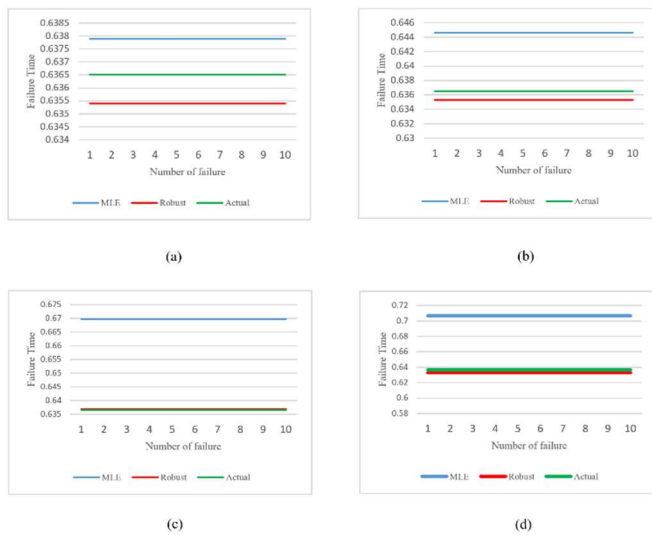 0.6385
0.638
0.6375
0.637
0.6365
0.636
0.6355
0.635
0.6345
0.634
Failure Time
1 2 3 4 5 6 7 8 9 10
Number of failure
MLE Robust Actual
(a)
0.646
0.644
0.642
0.64
0.638
0.636
0.634
0.632
0.63
Failure Time
1 2 3 4 5 6 7 8 9 10
Number of failure
MLE Robust Actual
(b)
0.675
0.67
0.665
0.66
0.655
0.65
0.645
0.64
0.635
Failure Time
1 2 3 4 5 6 7 8 9 10
Number of failure
MLE Robust Actual
(c)
0.72
0.7
0.68
0.66
0.64
0.62
0.6
0.58
Failure Time
1 2 3 4 5 6 7 8 9 10
Number of failure
MLE Robust Actual
(d)